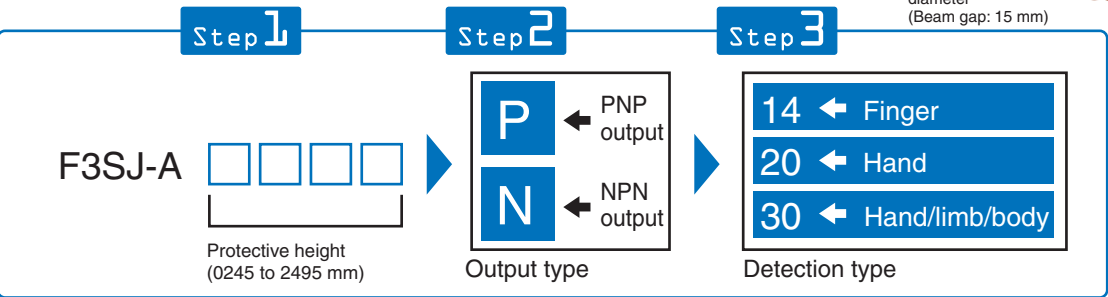 diameter
(Beam gap: 15 mm)
Step 1
Step 2
Step 3
F3SJ-A
Protective height
(0245 to 2495 mm)
P
PNP
output
N
NPN
output
Output type
14 Finger
20 Hand
30 Hand/limb/body
Detection type